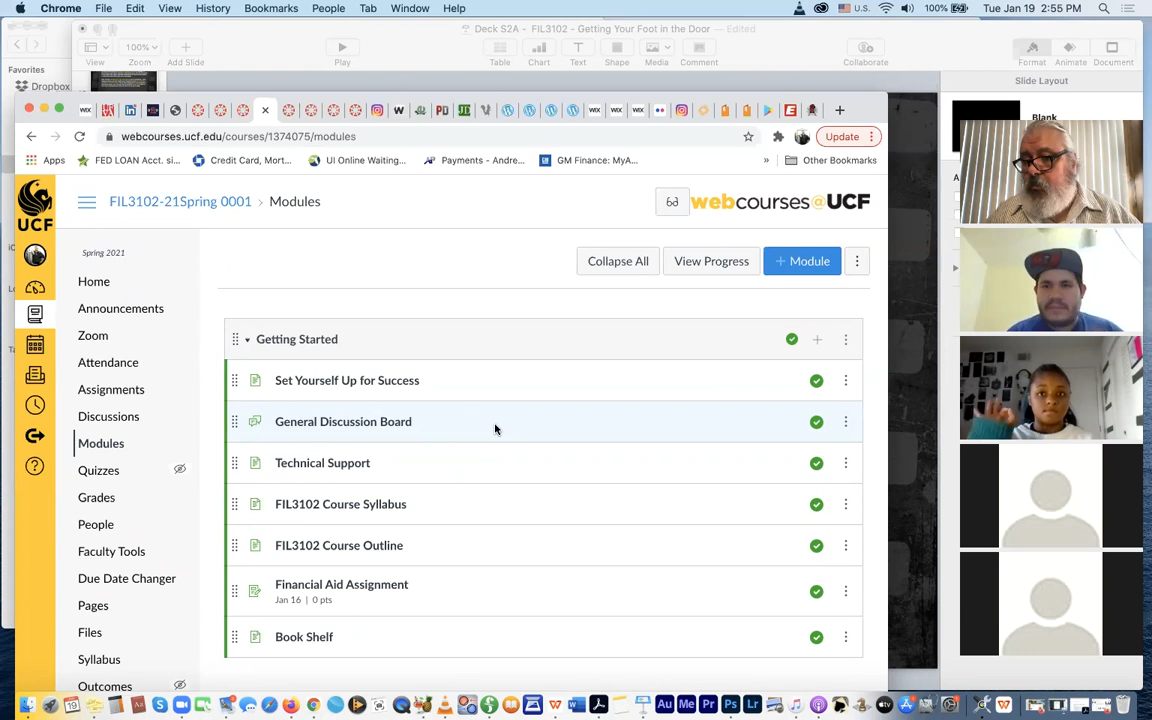 Chrome File Edit View History Bookmarks People Tab Window Help U.S. 100% Tue Jan 19 2:55 PM
Deck S2A - FIL3102 - Getting Your Foot in the Door — Edited
100%
View Zoom Add Slide Play Table Chart Text Shape Media Comment Collaborate Format Animate Document
Favorites
Dropbox
Slide Layout
Blank
webcourses.ucf.edu/courses/1374075/modules
Update
Apps FED LOAN Acct. si... Credit Card, Mort... UI Online Waiting... Payments - Andre... GM Finance: MyA... » Other Bookmarks
UCF
FIL3102-21Spring 0001 › Modules
webcourses@UCF
Spring 2021
Home
Announcements
Zoom
Attendance
Assignments
Discussions
Modules
Quizzes
Grades
People
Faculty Tools
Due Date Changer
Pages
Files
Syllabus
Outcomes
Collapse All View Progress + Module
Getting Started
Set Yourself Up for Success
General Discussion Board
Technical Support
FIL3102 Course Syllabus
FIL3102 Course Outline
Financial Aid Assignment
Jan 16 | 0 pts
Book Shelf